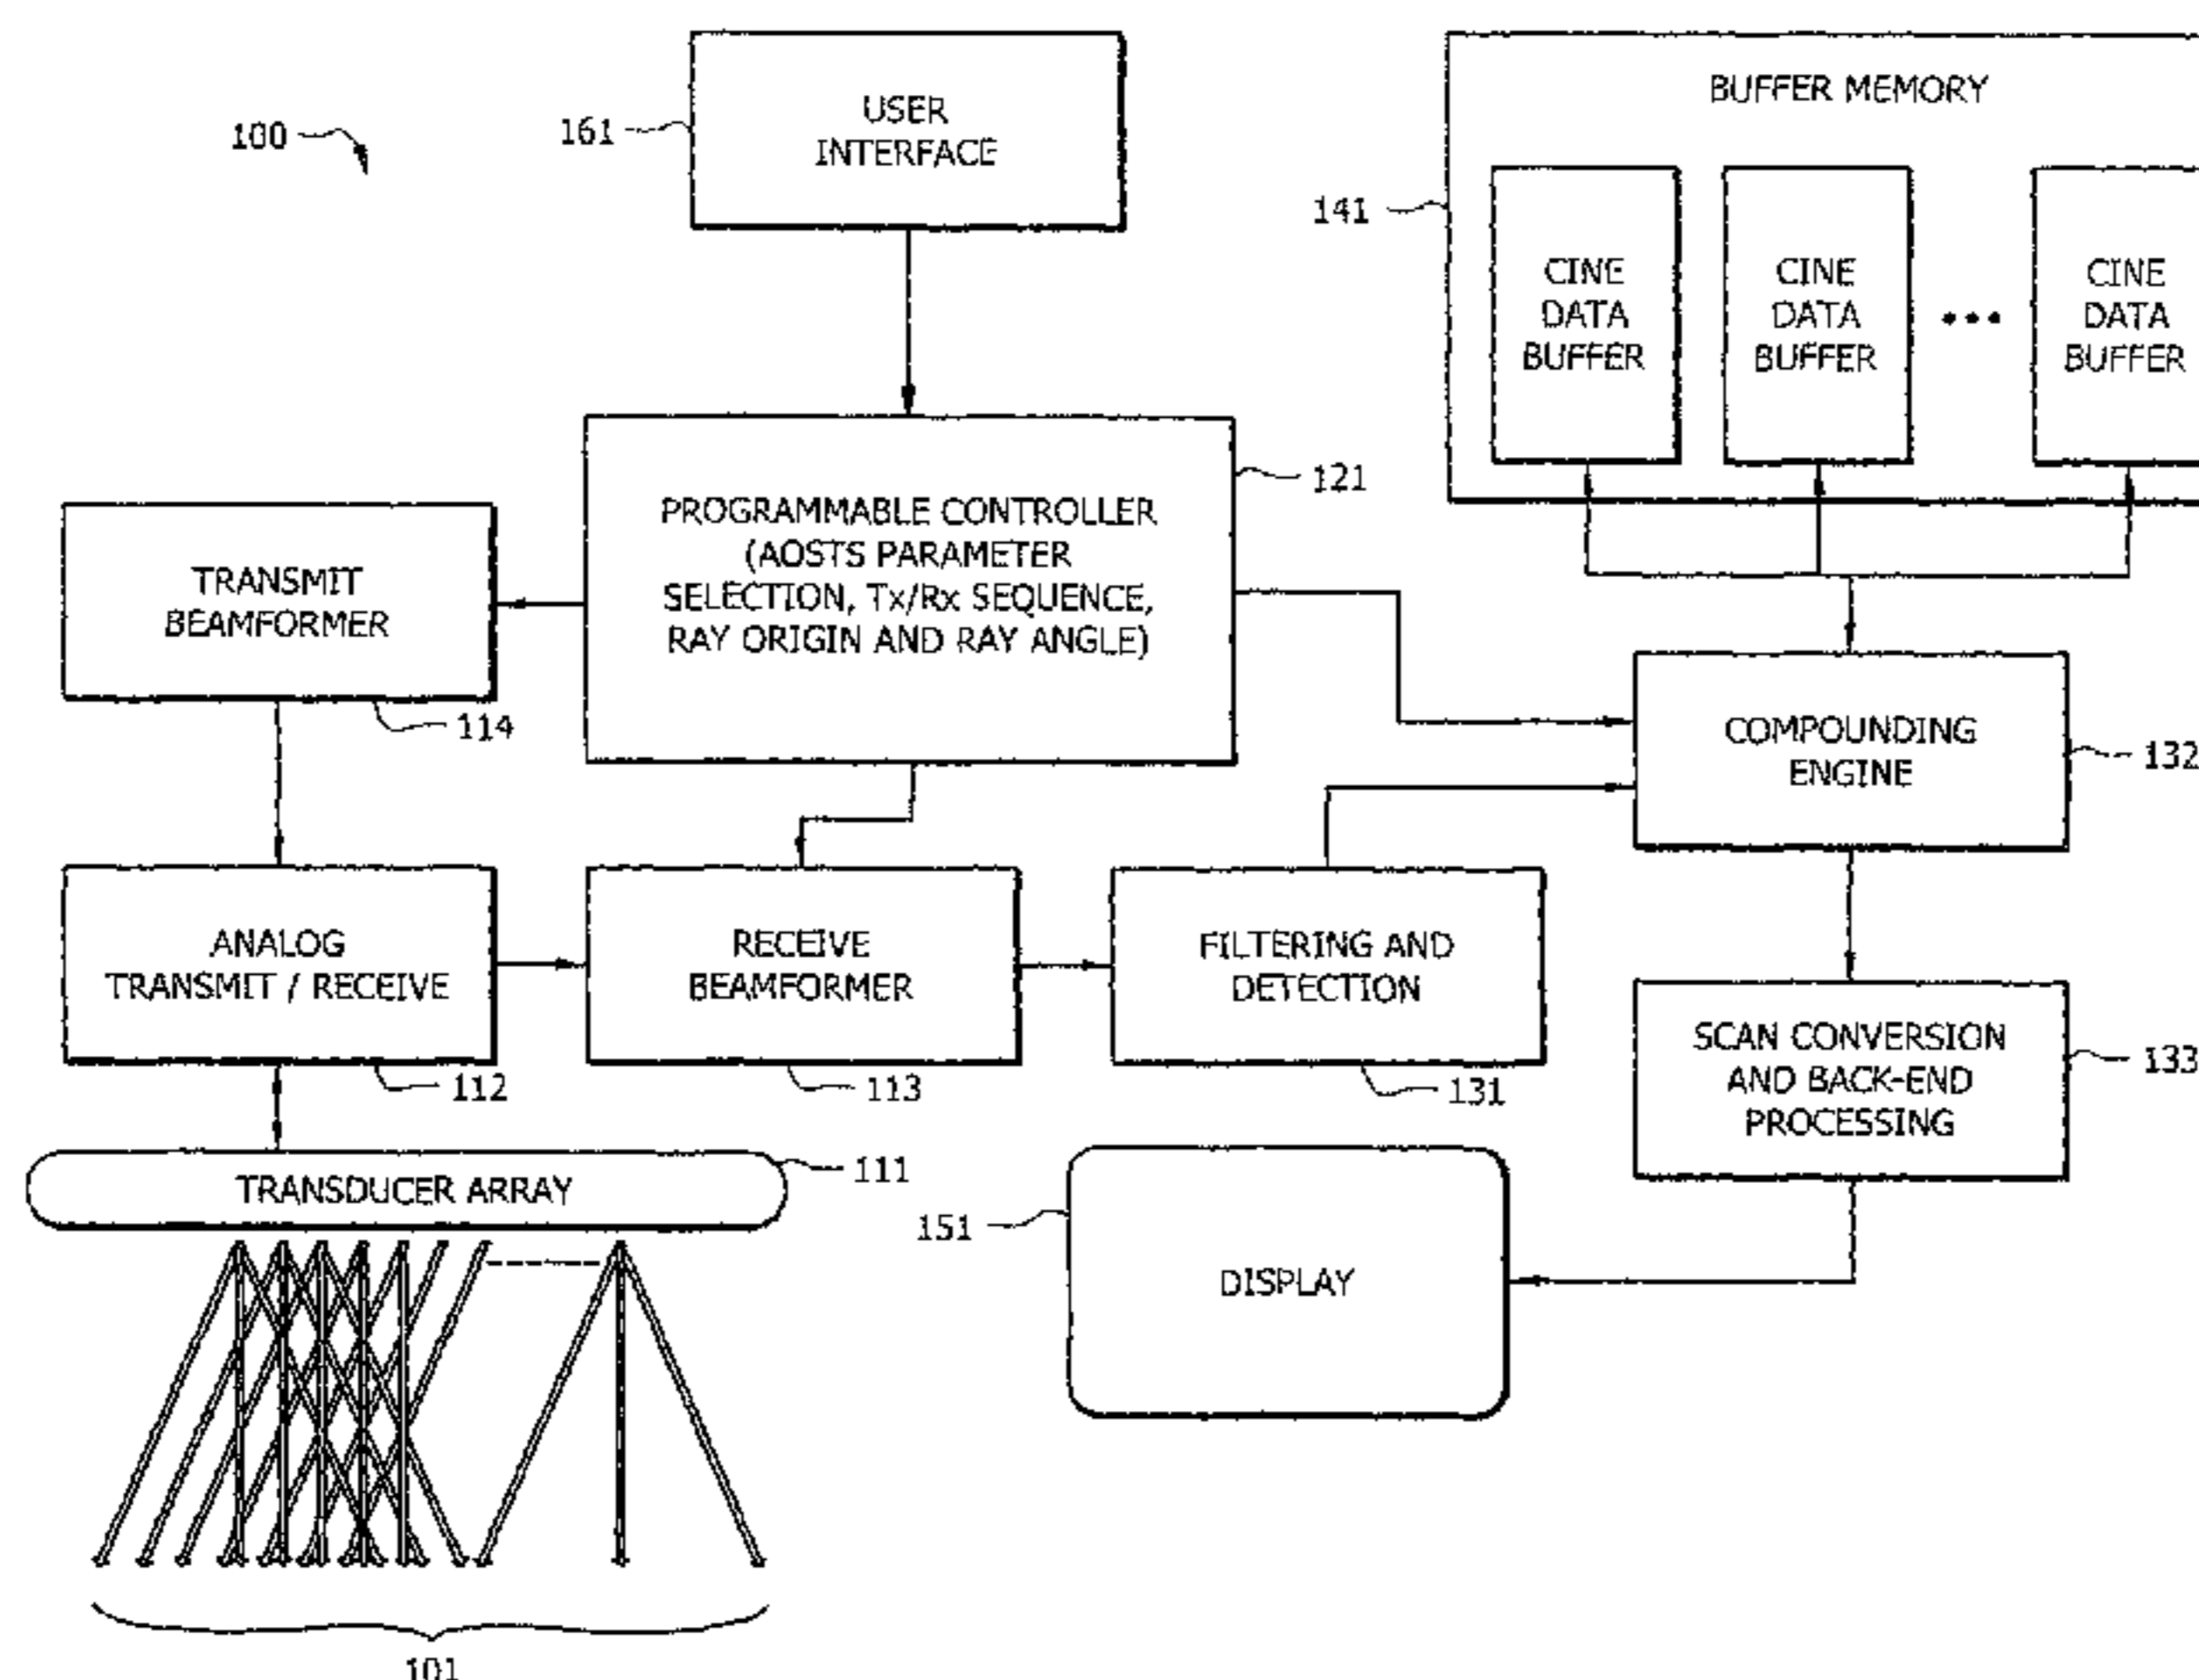 100
161
USER
INTERFACE
BUFFER MEMORY
141
CINE
DATA
BUFFER
CINE
DATA
BUFFER
•••
CINE
DATA
BUFFER
PROGRAMMABLE CONTROLLER
(AOSTS PARAMETER
SELECTION, Tx/Rx SEQUENCE,
RAY ORIGIN AND RAY ANGLE)
121
TRANSMIT
BEAMFORMER
114
COMPOUNDING
ENGINE
132
ANALOG
TRANSMIT / RECEIVE
112
RECEIVE
BEAMFORMER
113
FILTERING AND
DETECTION
131
SCAN CONVERSION
AND BACK-END
PROCESSING
133
TRANSDUCER ARRAY
111
151
DISPLAY
101